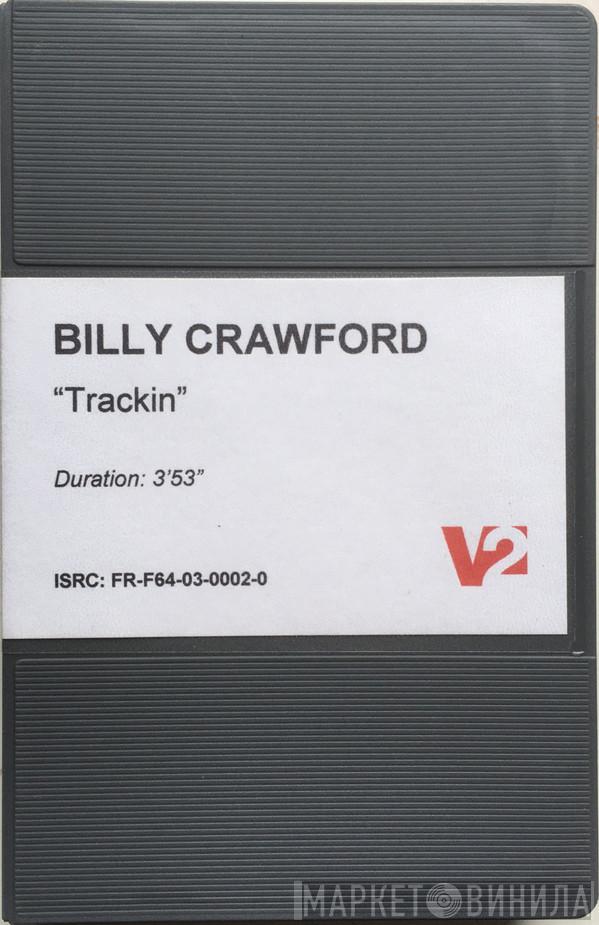 BILLY CRAWFORD
“Trackin”
Duration: 3’53”
V2
ISRC: FR-F64-03-0002-0
МАРКЕТ ВИНИЛА